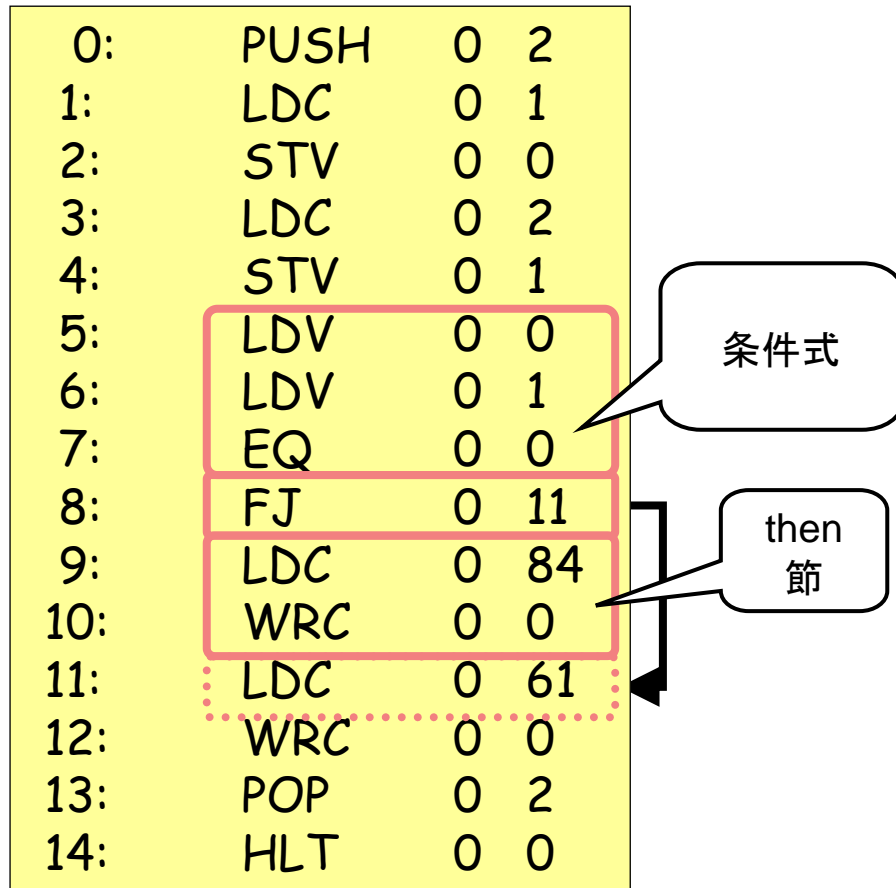 0: PUSH 0 2
1: LDC 0 1
2: STV 0 0
3: LDC 0 2
4: STV 0 1
5: LDV 0 0
6: LDV 0 1
7: EQ 0 0
8: FJ 0 11
9: LDC 0 84
10: WRC 0 0
11: LDC 0 61
12: WRC 0 0
13: POP 0 2
14: HLT 0 0
条件式
then
節